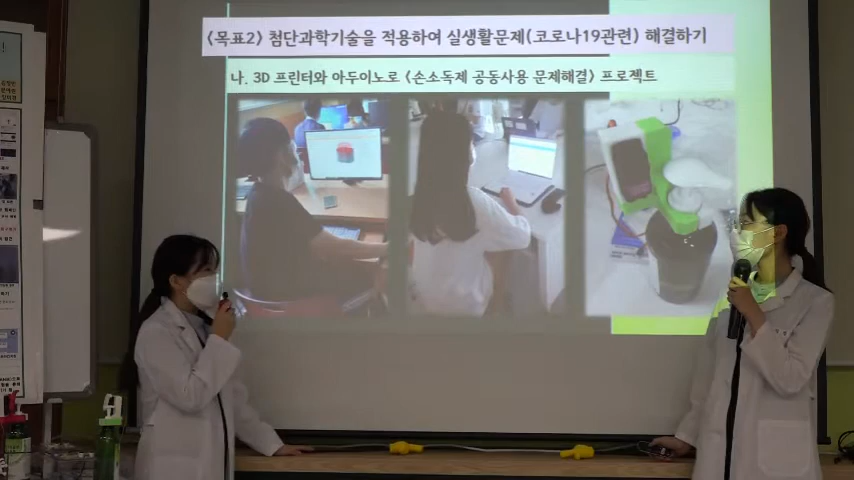 <목표2> 첨단과학기술을 적용하여 실생활문제(코로나19관련) 해결하기
나. 3D 프린터와 아두이노로 <손소독제 공동사용 문제해결> 프로젝트